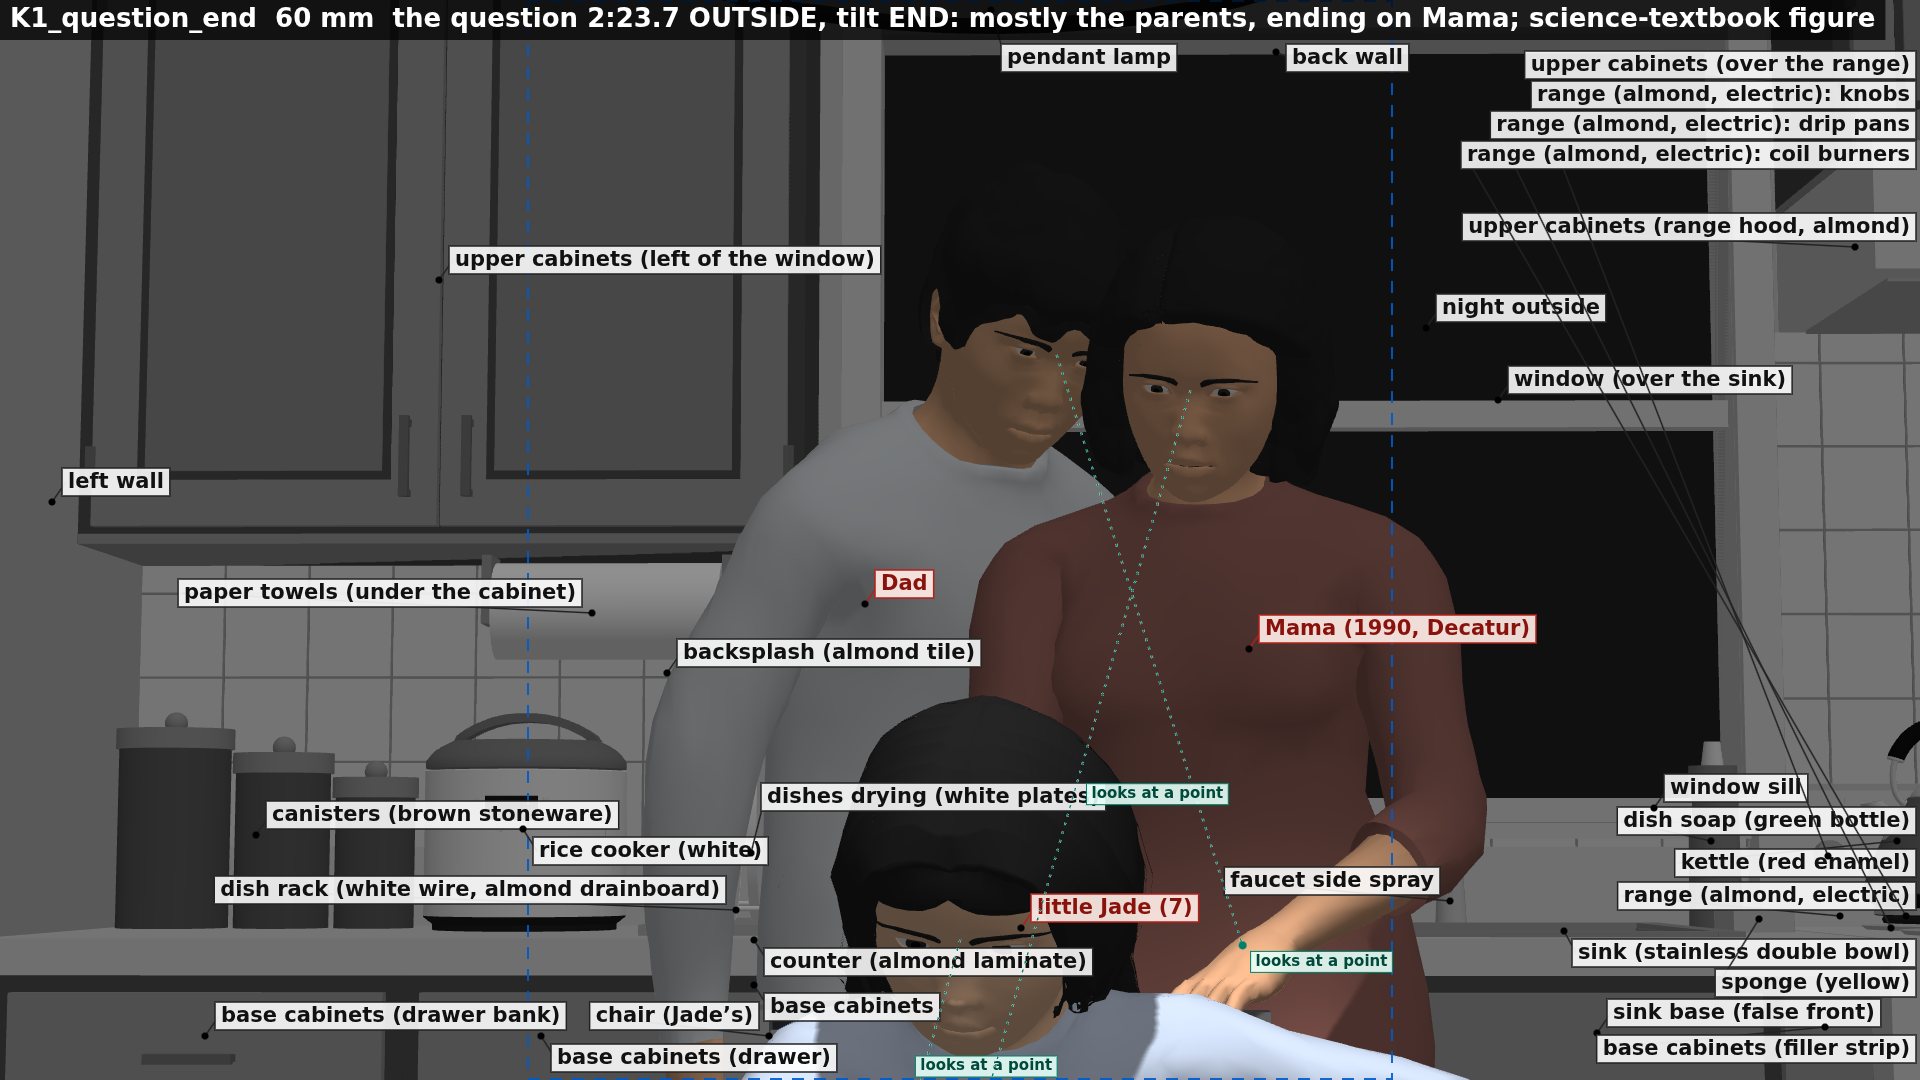 K1_question_end 60 mm the question 2:23.7 OUTSIDE, tilt END: mostly the parents, ending on Mama; science-textbook figure
pendant lamp
back wall
upper cabinets (over the range)
range (almond, electric): knobs
range (almond, electric): drip pans
range (almond, electric): coil burners
upper cabinets (range hood, almond)
upper cabinets (left of the window)
night outside
window (over the sink)
left wall
Dad
paper towels (under the cabinet)
Mama (1990, Decatur)
backsplash (almond tile)
window sill
dishes drying (white plates)
looks at a point
canisters (brown stoneware)
dish soap (green bottle)
rice cooker (white)
kettle (red enamel)
faucet side spray
dish rack (white wire, almond drainboard)
range (almond, electric)
little Jade (7)
sink (stainless double bowl)
counter (almond laminate)
looks at a point
sponge (yellow)
base cabinets
sink base (false front)
base cabinets (drawer bank)
chair (Jade’s)
base cabinets (filler strip)
base cabinets (drawer)
looks at a point